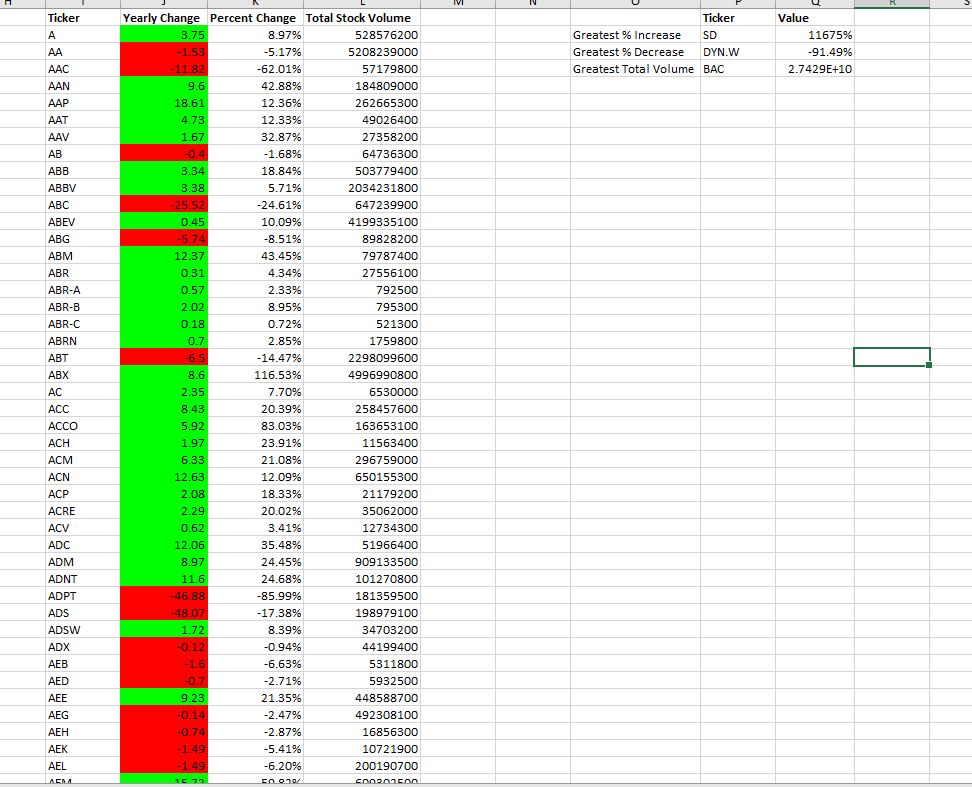 H I J K L M N O P Q R S
Ticker Yearly Change Percent Change Total Stock Volume Ticker Value
A 3.75 8.97% 528576200 Greatest % Increase SD 11675%
AA -1.53 -5.17% 5208239000 Greatest % Decrease DYN.W -91.49%
AAC -11.82 -62.01% 57179800 Greatest Total Volume BAC 2.7429E+10
AAN 9.6 42.88% 184809000
AAP 18.61 12.36% 262665300
AAT 4.73 12.33% 49026400
AAV 1.67 32.87% 27358200
AB -0.4 -1.68% 64736300
ABB 3.34 18.84% 503779400
ABBV 3.38 5.71% 2034231800
ABC -25.52 -24.61% 647239900
ABEV 0.45 10.09% 4199335100
ABG -5.74 -8.51% 89828200
ABM 12.37 43.45% 79787400
ABR 0.31 4.34% 27556100
ABR-A 0.57 2.33% 792500
ABR-B 2.02 8.95% 795300
ABR-C 0.18 0.72% 521300
ABRN 0.7 2.85% 1759800
ABT -6.5 -14.47% 2298099600
ABX 8.6 116.53% 4996990800
AC 2.35 7.70% 6530000
ACC 8.43 20.39% 258457600
ACCO 5.92 83.03% 163653100
ACH 1.97 23.91% 11563400
ACM 6.33 21.08% 296759000
ACN 12.63 12.09% 650155300
ACP 2.08 18.33% 21179200
ACRE 2.29 20.02% 35062000
ACV 0.62 3.41% 12734300
ADC 12.06 35.48% 51966400
ADM 8.97 24.45% 909133500
ADNT 11.6 24.68% 101270800
ADPT -46.88 -85.99% 181359500
ADS -48.07 -17.38% 198979100
ADSW 1.72 8.39% 34703200
ADX -0.12 -0.94% 44199400
AEB -1.6 -6.63% 5311800
AED -0.7 -2.71% 5932500
AEE 9.23 21.35% 448588700
AEG -0.14 -2.47% 492308100
AEH -0.74 -2.87% 16856300
AEK -1.49 -5.41% 10721900
AEL -1.49 -6.20% 200190700
AEM 15.72